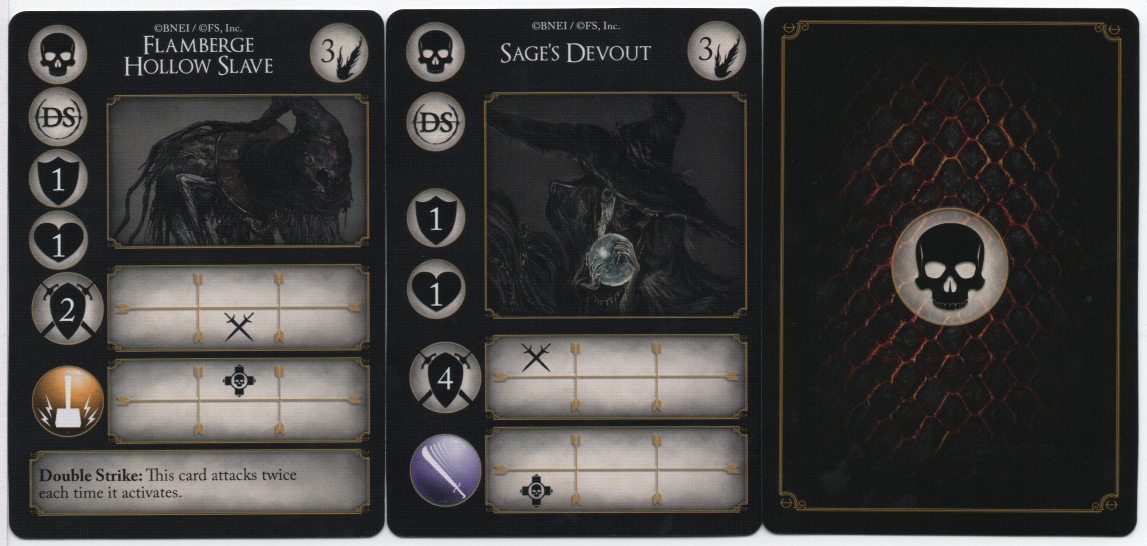 ©BNEI / ©FS, Inc.
FLAMBERGE
HOLLOW SLAVE
3
DS
1
1
2
Double Strike: This card attacks twice
each time it activates.
©BNEI / ©FS, Inc.
SAGE'S DEVOUT
3
DS
1
1
4